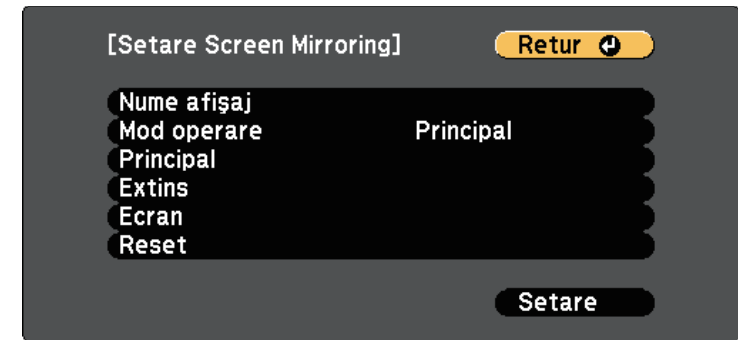 [Setare Screen Mirroring] Retur
Nume afişaj
Mod operare Principal
Principal
Extins
Ecran
Reset
Setare